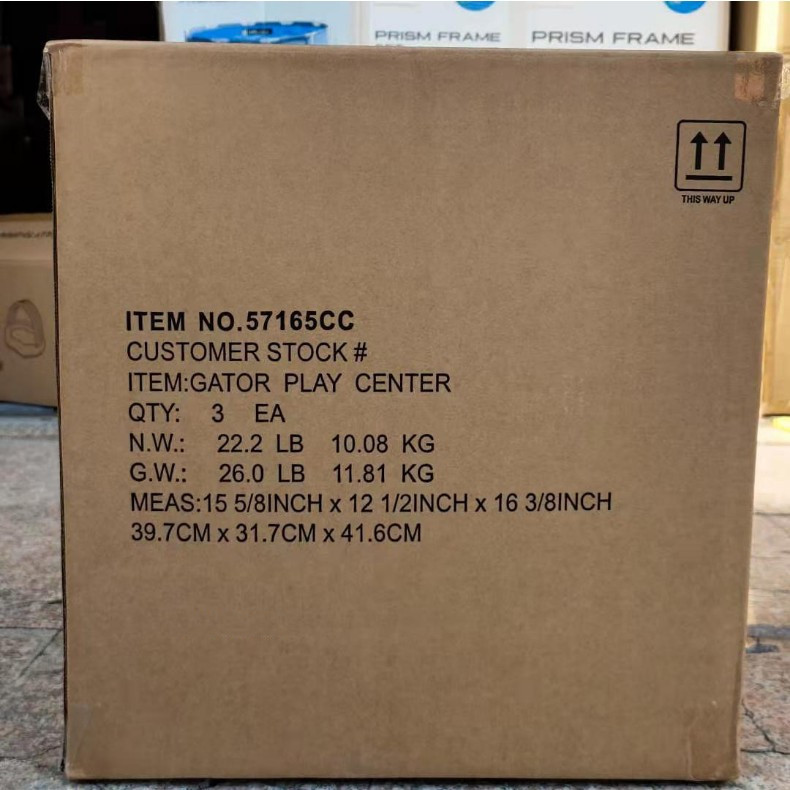 PRISM FRAME
PRISM FRAME
THIS WAY UP
ITEM NO.57165CC
CUSTOMER STOCK #
ITEM:GATOR PLAY CENTER
QTY: 3 EA
N.W.: 22.2 LB 10.08 KG
G.W.: 26.0 LB 11.81 KG
MEAS:15 5/8INCH x 12 1/2INCH x 16 3/8INCH
39.7CM x 31.7CM x 41.6CM